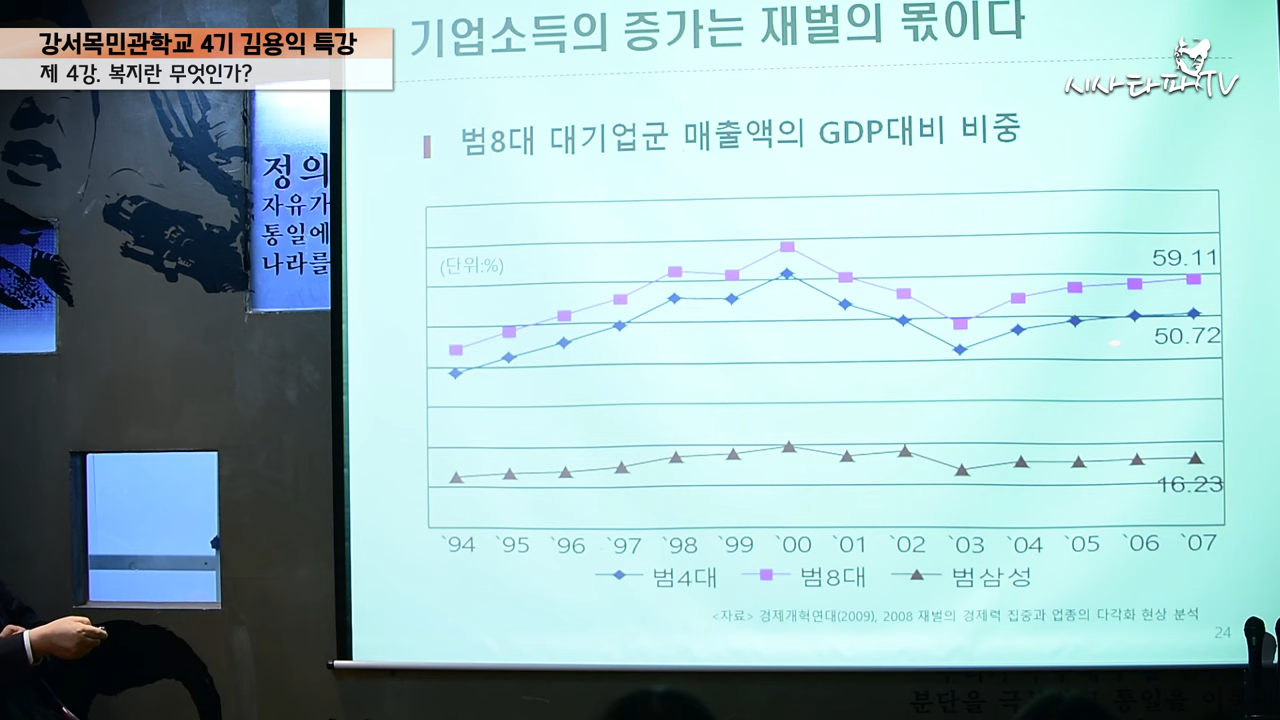 강서목민관학교 4기 김용익 특강
제 4강. 복지란 무엇인가?
시사타파TV
정의
자유가
통일에
나라를
기업소득의 증가는 재벌의 몫이다
범8대 대기업군 매출액의 GDP대비 비중
(단위:%)
59.11
50.72
16.23
`94 `95 `96 `97 `98 `99 `00 `01 `02 `03 `04 `05 `06 `07
범4대 범8대 범삼성
<자료> 경제개혁연대(2009), 2008 재벌의 경제력 집중과 업종의 다각화 현상 분석
24
분단을
통일을